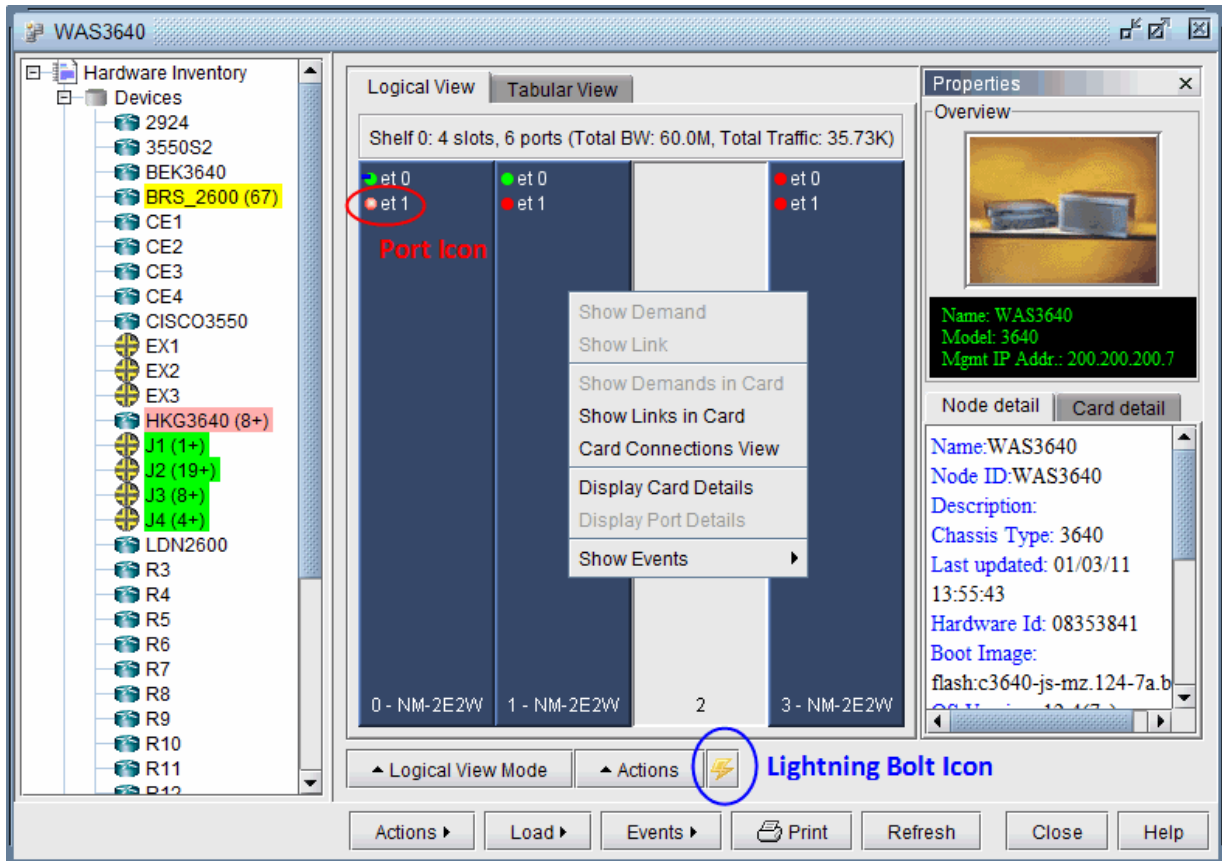 WAS3640
Hardware Inventory
Devices
2924
3550S2
BEK3640
BRS_2600 (67)
CE1
CE2
CE3
CE4
CISCO3550
EX1
EX2
EX3
HKG3640 (8+)
J1 (1+)
J2 (19+)
J3 (8+)
J4 (4+)
LDN2600
R3
R4
R5
R6
R7
R8
R9
R10
R11
R12
Logical View
Tabular View
Shelf 0: 4 slots, 6 ports (Total BW: 60.0M, Total Traffic: 35.73K)
et 0
et 1
Port Icon
et 0
et 1
et 0
et 1
Show Demand
Show Link
Show Demands in Card
Show Links in Card
Card Connections View
Display Card Details
Display Port Details
Show Events
0 - NM-2E2W
1 - NM-2E2W
2
3 - NM-2E2W
Logical View Mode
Actions
Lightning Bolt Icon
Properties
Overview
Name: WAS3640
Model: 3640
Mgmt IP Addr.: 200.200.200.7
Node detail
Card detail
Name:WAS3640
Node ID:WAS3640
Description:
Chassis Type: 3640
Last updated: 01/03/11
13:55:43
Hardware Id: 08353841
Boot Image:
flash:c3640-js-mz.124-7a.b
Actions
Load
Events
Print
Refresh
Close
Help